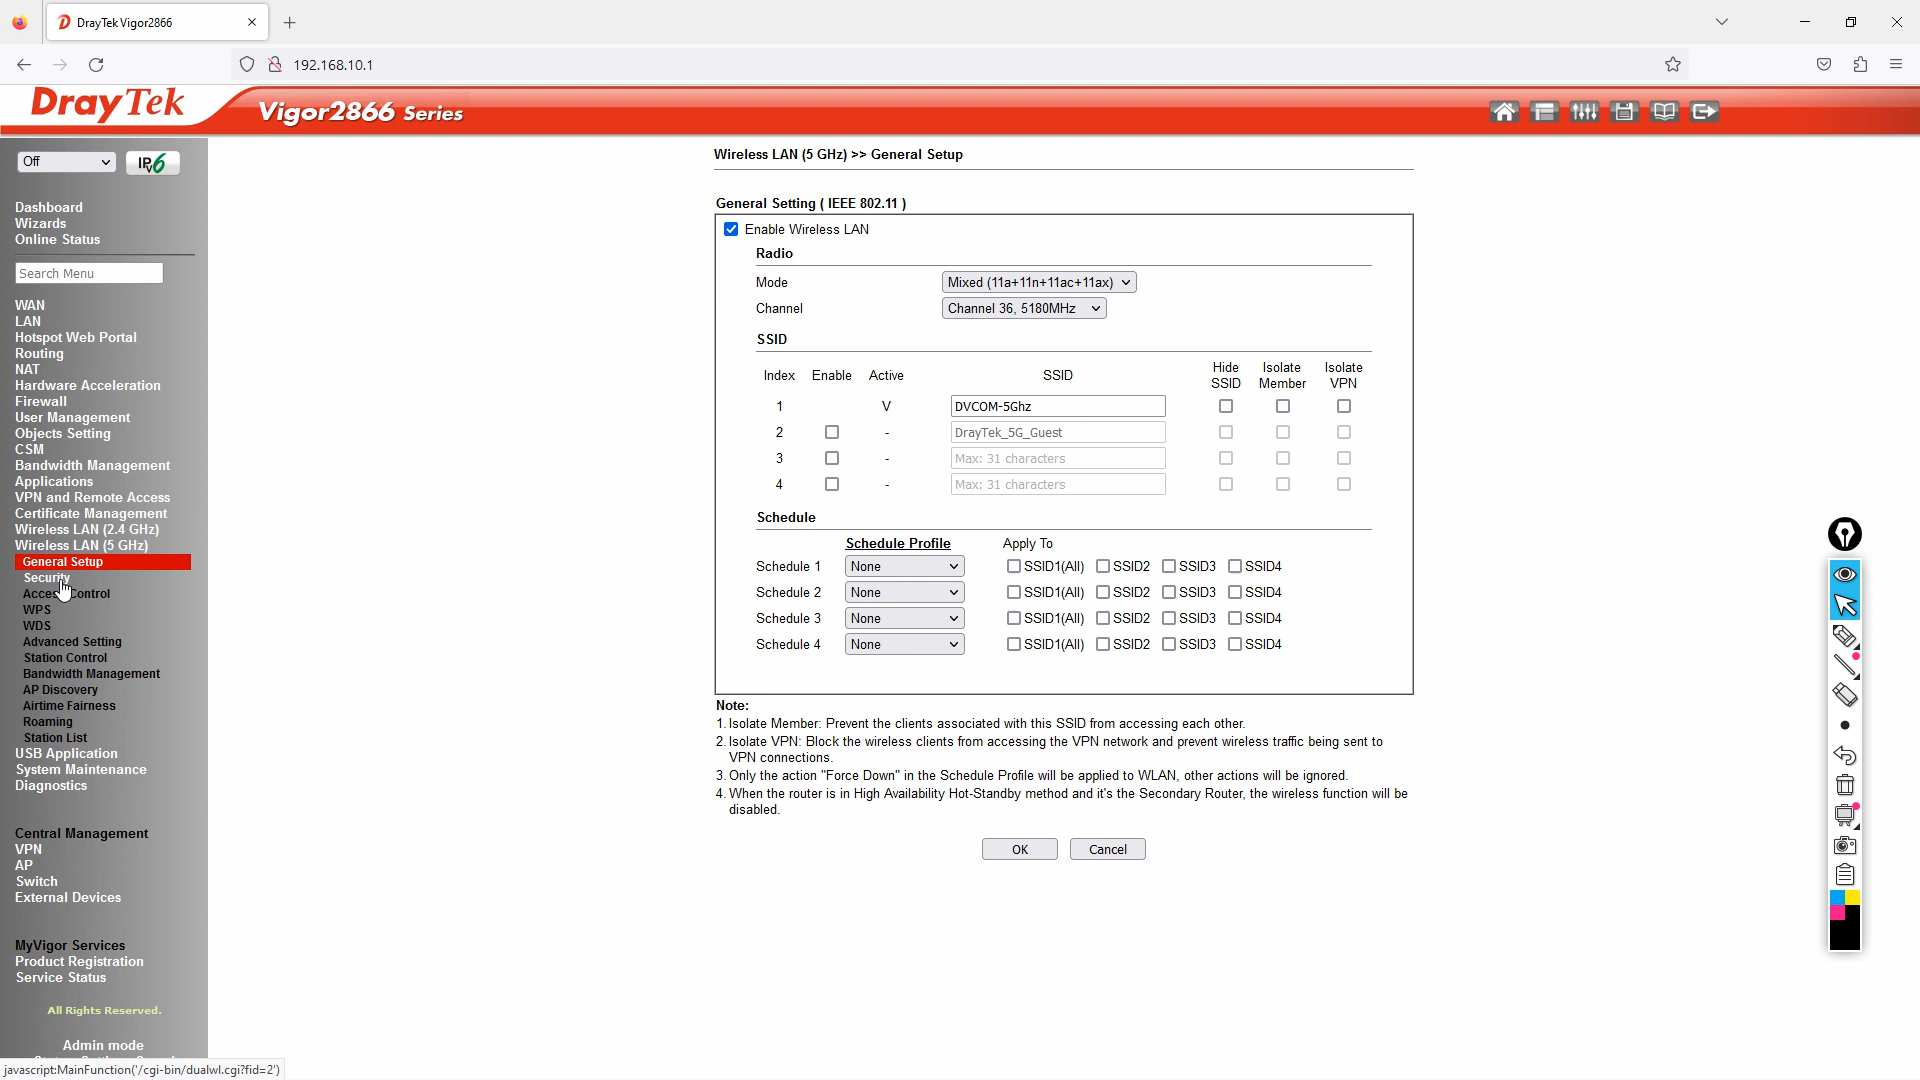 DrayTek Vigor2866
192.168.10.1
DrayTek
Vigor2866 Series
Off
IPv6
Dashboard
Wizards
Online Status
Search Menu
WAN
LAN
Hotspot Web Portal
Routing
NAT
Hardware Acceleration
Firewall
User Management
Objects Setting
CSM
Bandwidth Management
Applications
VPN and Remote Access
Certificate Management
Wireless LAN (2.4 GHz)
Wireless LAN (5 GHz)
General Setup
Security
Access Control
WPS
WDS
Advanced Setting
Station Control
Bandwidth Management
AP Discovery
Airtime Fairness
Roaming
Station List
USB Application
System Maintenance
Diagnostics
Central Management
VPN
AP
Switch
External Devices
MyVigor Services
Product Registration
Service Status
All Rights Reserved.
Admin mode
javascript:MainFunction('/cgi-bin/dualwl.cgi?fid=2')
Wireless LAN (5 GHz) >> General Setup
General Setting ( IEEE 802.11 )
Enable Wireless LAN
Radio
Mode Mixed (11a+11n+11ac+11ax)
Channel Channel 36, 5180MHz
SSID
Index Enable Active SSID Hide SSID Isolate Member Isolate VPN
1 V DVCOM-5Ghz
2 - DrayTek_5G_Guest
3 - Max: 31 characters
4 - Max: 31 characters
Schedule
Schedule Profile Apply To
Schedule 1 None SSID1(All) SSID2 SSID3 SSID4
Schedule 2 None SSID1(All) SSID2 SSID3 SSID4
Schedule 3 None SSID1(All) SSID2 SSID3 SSID4
Schedule 4 None SSID1(All) SSID2 SSID3 SSID4
Note:
1. Isolate Member: Prevent the clients associated with this SSID from accessing each other.
2. Isolate VPN: Block the wireless clients from accessing the VPN network and prevent wireless traffic being sent to
VPN connections.
3. Only the action "Force Down" in the Schedule Profile will be applied to WLAN, other actions will be ignored.
4. When the router is in High Availability Hot-Standby method and it's the Secondary Router, the wireless function will be
disabled.
OK Cancel